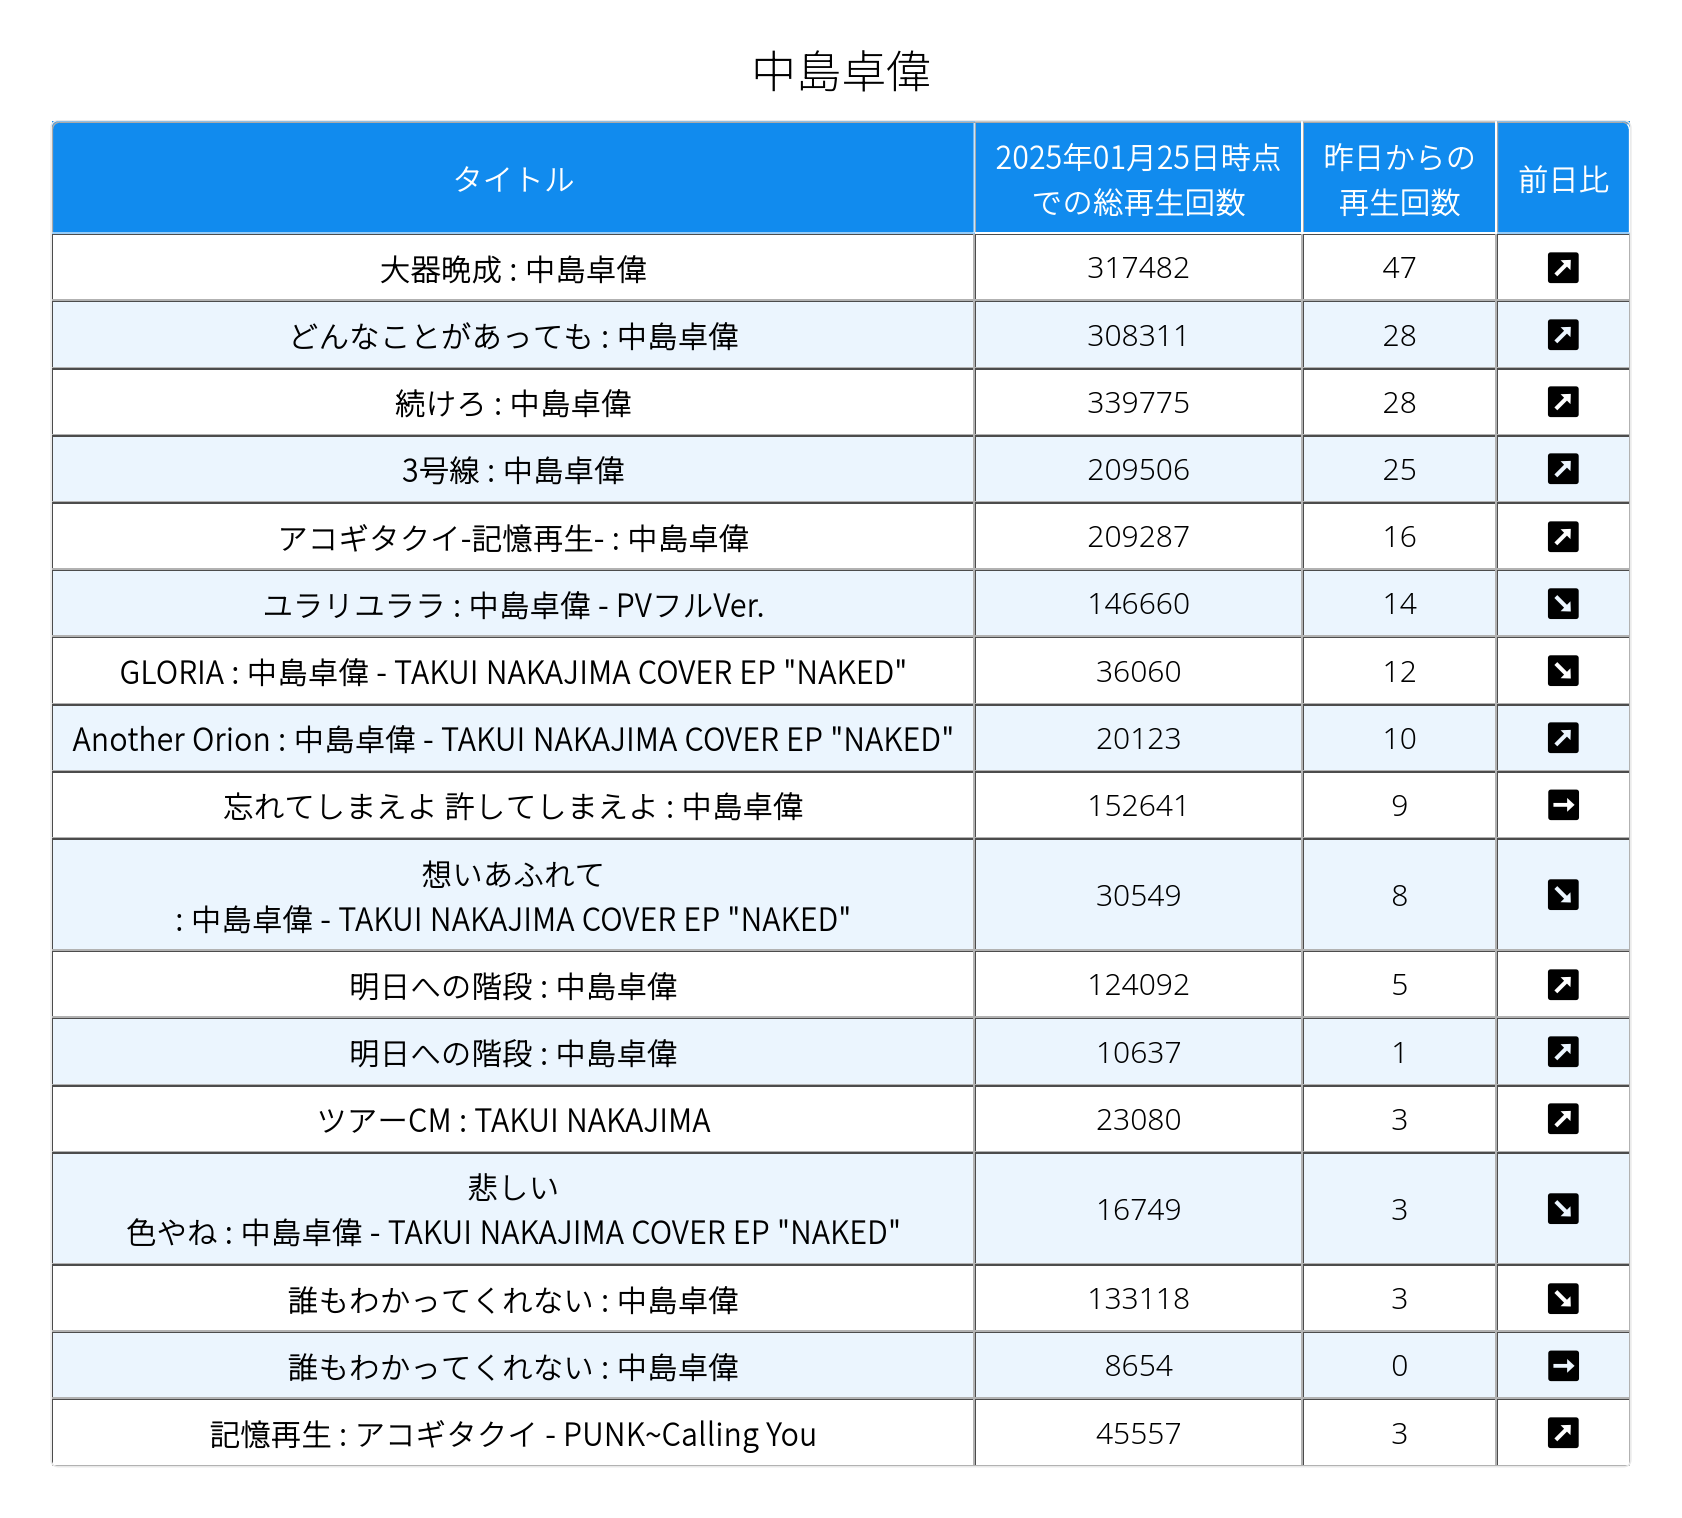 中島卓偉
タイトル
2025年01月25日時点
での総再生回数
昨日からの
再生回数
前日比
大器晩成 : 中島卓偉 317482 47
どんなことがあっても : 中島卓偉 308311 28
続けろ : 中島卓偉 339775 28
3号線 : 中島卓偉 209506 25
アコギタクイ-記憶再生- : 中島卓偉 209287 16
ユラリユララ : 中島卓偉 - PVフルVer. 146660 14
GLORIA : 中島卓偉 - TAKUI NAKAJIMA COVER EP "NAKED" 36060 12
Another Orion : 中島卓偉 - TAKUI NAKAJIMA COVER EP "NAKED" 20123 10
忘れてしまえよ 許してしまえよ : 中島卓偉 152641 9
想いあふれて
: 中島卓偉 - TAKUI NAKAJIMA COVER EP "NAKED" 30549 8
明日への階段 : 中島卓偉 124092 5
明日への階段 : 中島卓偉 10637 1
ツアーCM : TAKUI NAKAJIMA 23080 3
悲しい
色やね : 中島卓偉 - TAKUI NAKAJIMA COVER EP "NAKED" 16749 3
誰もわかってくれない : 中島卓偉 133118 3
誰もわかってくれない : 中島卓偉 8654 0
記憶再生 : アコギタクイ - PUNK~Calling You 45557 3